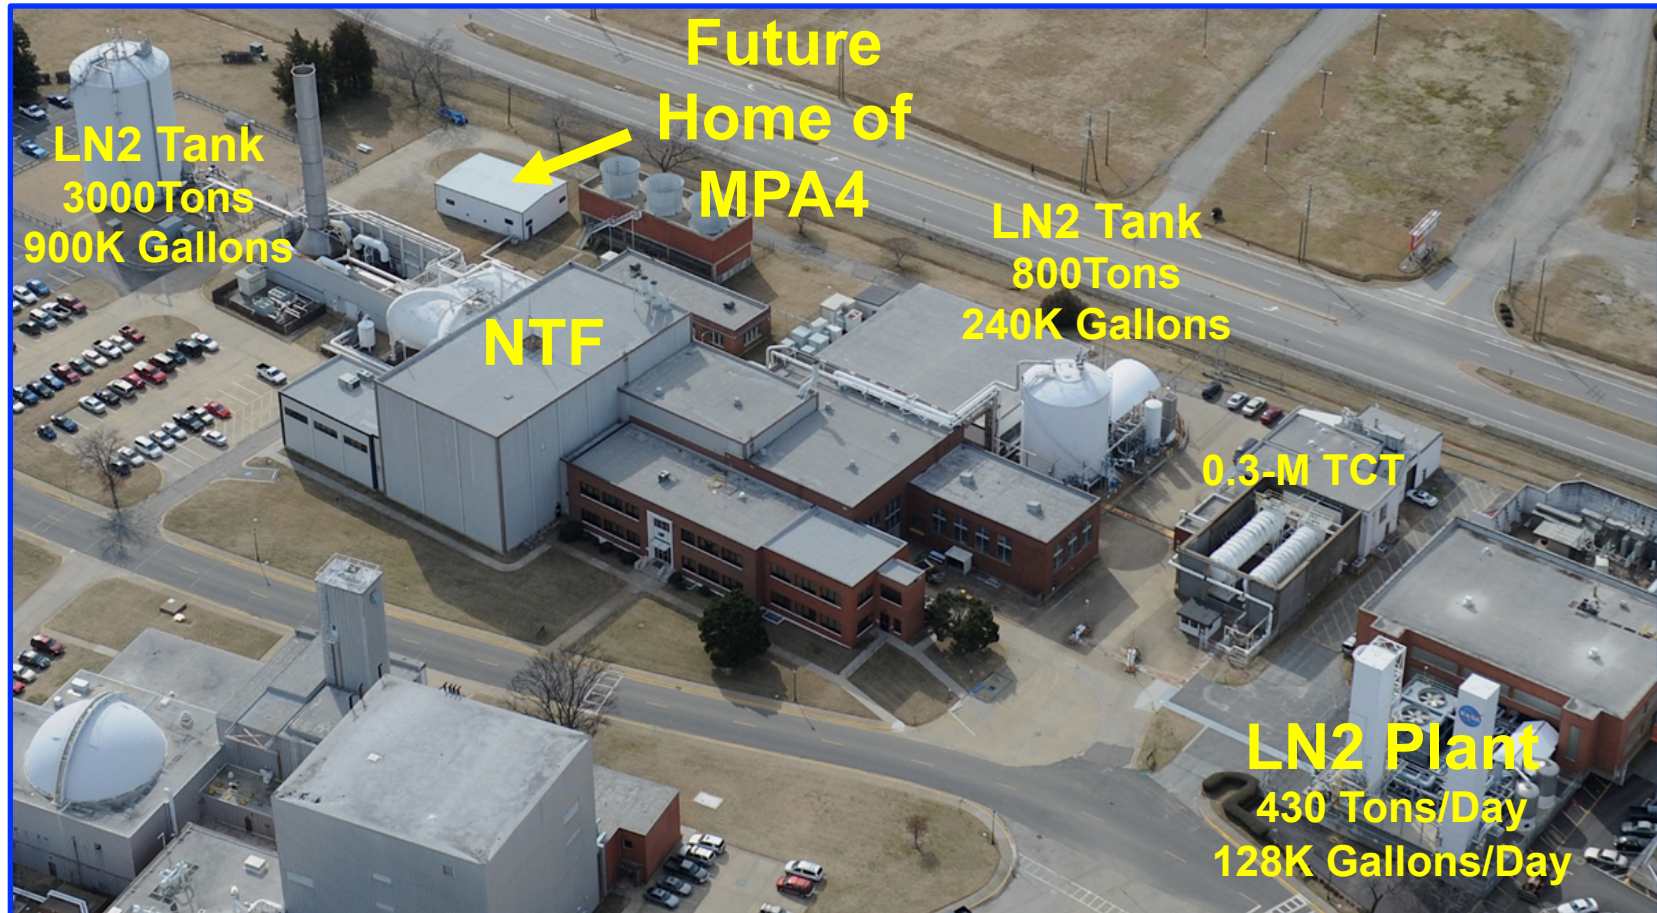 Future
Home of
MPA4
LN2 Tank
3000Tons
900K Gallons
LN2 Tank
800Tons
240K Gallons
NTF
0.3-M TCT
LN2 Plant
430 Tons/Day
128K Gallons/Day
NASA